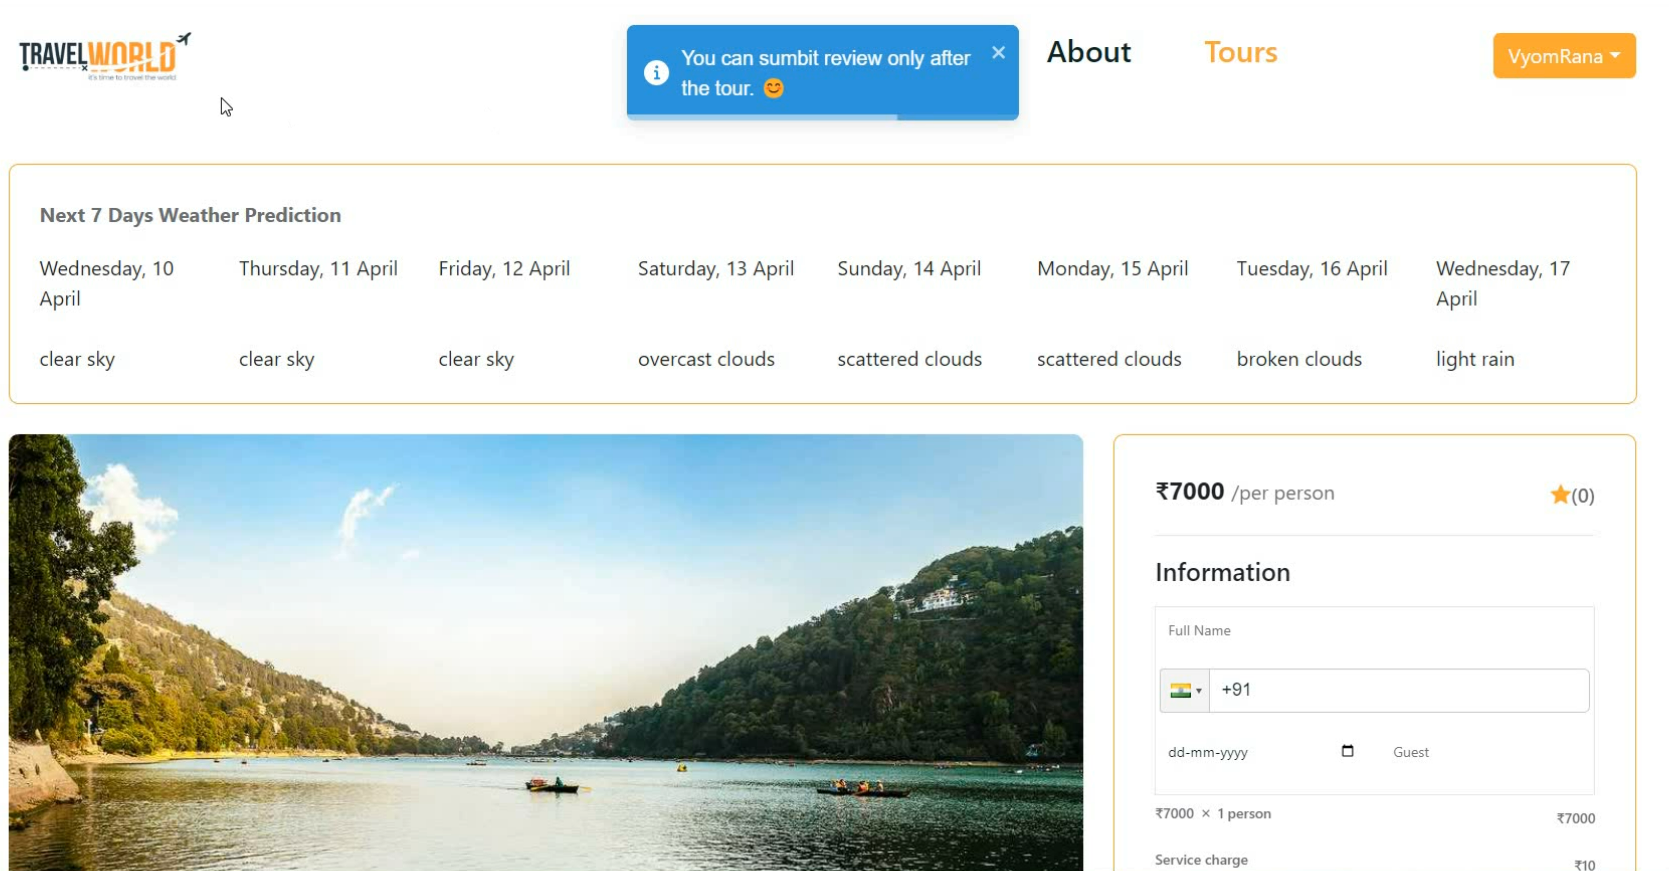 TRAVELWORLD
it's time to travel the world
You can sumbit review only after
the tour. 😊
About
Tours
VyomRana
Next 7 Days Weather Prediction
Wednesday, 10
April
Thursday, 11 April
Friday, 12 April
Saturday, 13 April
Sunday, 14 April
Monday, 15 April
Tuesday, 16 April
Wednesday, 17
April
clear sky
clear sky
clear sky
overcast clouds
scattered clouds
scattered clouds
broken clouds
light rain
₹7000 /per person
(0)
Information
Full Name
+91
dd-mm-yyyy
Guest
₹7000 × 1 person
₹7000
Service charge
₹10